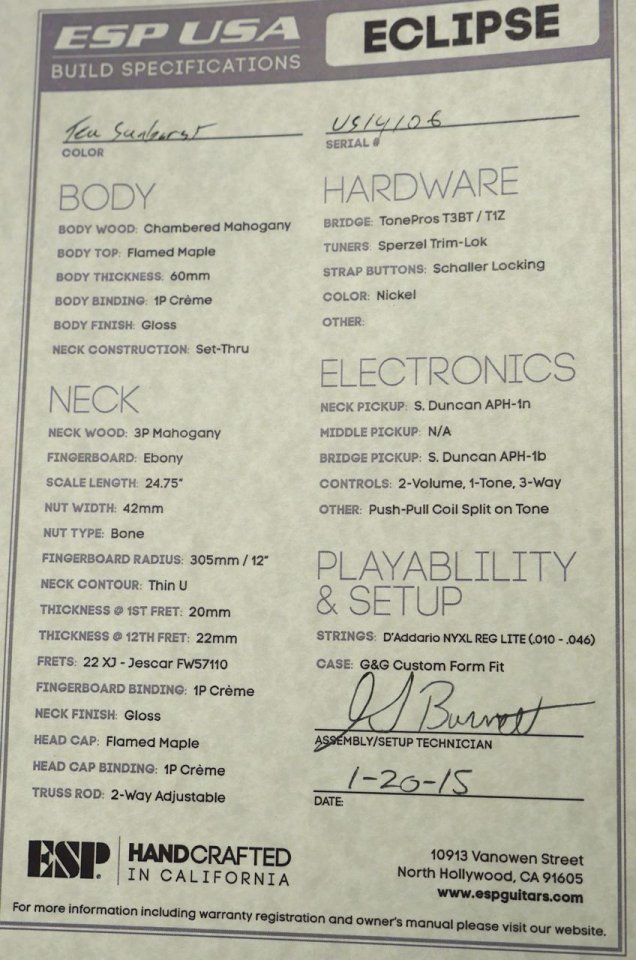 ESP USA
BUILD SPECIFICATIONS
ECLIPSE
Tea Sunburst
COLOR
US14106
SERIAL #
BODY
BODY WOOD: Chambered Mahogany
BODY TOP: Flamed Maple
BODY THICKNESS: 60mm
BODY BINDING: 1P Crème
BODY FINISH: Gloss
NECK CONSTRUCTION: Set-Thru
NECK
NECK WOOD: 3P Mahogany
FINGERBOARD: Ebony
SCALE LENGTH: 24.75"
NUT WIDTH: 42mm
NUT TYPE: Bone
FINGERBOARD RADIUS: 305mm / 12"
NECK CONTOUR: Thin U
THICKNESS @ 1ST FRET: 20mm
THICKNESS @ 12TH FRET: 22mm
FRETS: 22 XJ - Jescar FW57110
FINGERBOARD BINDING: 1P Crème
NECK FINISH: Gloss
HEAD CAP: Flamed Maple
HEAD CAP BINDING: 1P Crème
TRUSS ROD: 2-Way Adjustable
HARDWARE
BRIDGE: TonePros T3BT / T1Z
TUNERS: Sperzel Trim-Lok
STRAP BUTTONS: Schaller Locking
COLOR: Nickel
OTHER:
ELECTRONICS
NECK PICKUP: S. Duncan APH-1n
MIDDLE PICKUP: N/A
BRIDGE PICKUP: S. Duncan APH-1b
CONTROLS: 2-Volume, 1-Tone, 3-Way
OTHER: Push-Pull Coil Split on Tone
PLAYABLILITY
& SETUP
STRINGS: D'Addario NYXL REG LITE (.010 - .046)
CASE: G&G Custom Form Fit
Burnett
ASSEMBLY/SETUP TECHNICIAN
1-20-15
DATE:
ESP
HANDCRAFTED
IN CALIFORNIA
10913 Vanowen Street
North Hollywood, CA 91605
www.espguitars.com
For more information including warranty registration and owner's manual please visit our website.